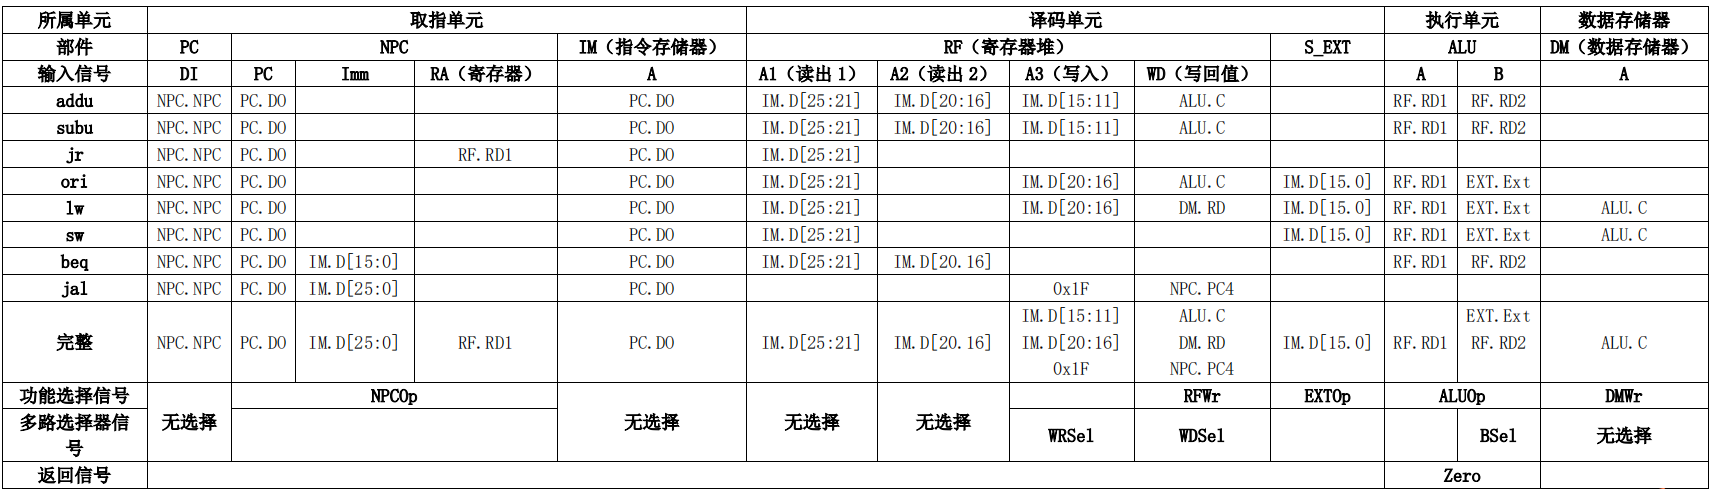 所属单元 取指单元 译码单元 执行单元 数据存储器
部件 PC NPC IM（指令存储器） RF（寄存器堆） S_EXT ALU DM（数据存储器）
输入信号 DI PC Imm RA（寄存器） A A1（读出1） A2（读出2） A3（写入） WD（写回值） A B A
addu NPC.NPC PC.DO PC.DO IM.D[25:21] IM.D[20:16] IM.D[15:11] ALU.C RF.RD1 RF.RD2
subu NPC.NPC PC.DO PC.DO IM.D[25:21] IM.D[20:16] IM.D[15:11] ALU.C RF.RD1 RF.RD2
jr NPC.NPC PC.DO RF.RD1 PC.DO IM.D[25:21]
ori NPC.NPC PC.DO PC.DO IM.D[25:21] IM.D[20:16] ALU.C IM.D[15.0] RF.RD1 EXT.Ext
lw NPC.NPC PC.DO PC.DO IM.D[25:21] IM.D[20:16] DM.RD IM.D[15.0] RF.RD1 EXT.Ext ALU.C
sw NPC.NPC PC.DO PC.DO IM.D[25:21] IM.D[15.0] RF.RD1 EXT.Ext ALU.C
beq NPC.NPC PC.DO IM.D[15:0] PC.DO IM.D[25:21] IM.D[20.16] RF.RD1 RF.RD2
jal NPC.NPC PC.DO IM.D[25:0] PC.DO 0x1F NPC.PC4
IM.D[15:11] ALU.C EXT.Ext
完整 NPC.NPC PC.DO IM.D[25:0] RF.RD1 PC.DO IM.D[25:21] IM.D[20.16] IM.D[20:16] DM.RD IM.D[15.0] RF.RD1 RF.RD2 ALU.C
0x1F NPC.PC4
功能选择信号 NPCOp RFWr EXTOp ALUOp DMWr
多路选择器信 无选择 无选择 无选择 无选择 WRSel WDSel BSel 无选择
号
返回信号 Zero